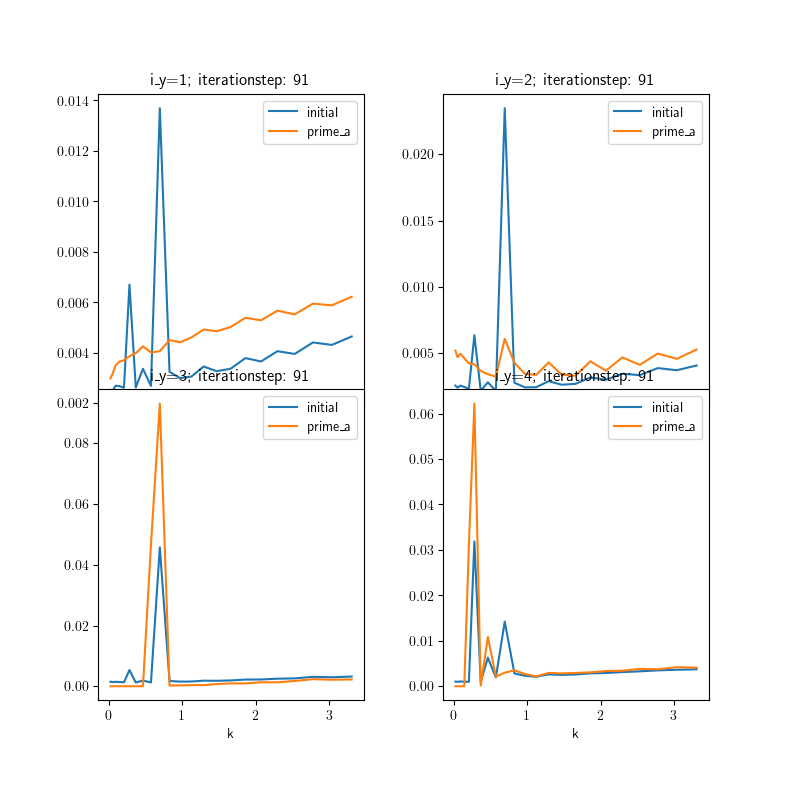 i_y=1; iterationstep: 91
0.014
0.012
0.010
0.008
0.006
0.004
0.002
initial
prime_a
i_y=2; iterationstep: 91
0.020
0.015
0.010
0.005
initial
prime_a
i_y=3; iterationstep: 91
0.08
0.06
0.04
0.02
0.00
initial
prime_a
0
1
2
3
k
i_y=4; iterationstep: 91
0.06
0.05
0.04
0.03
0.02
0.01
0.00
initial
prime_a
0
1
2
3
k